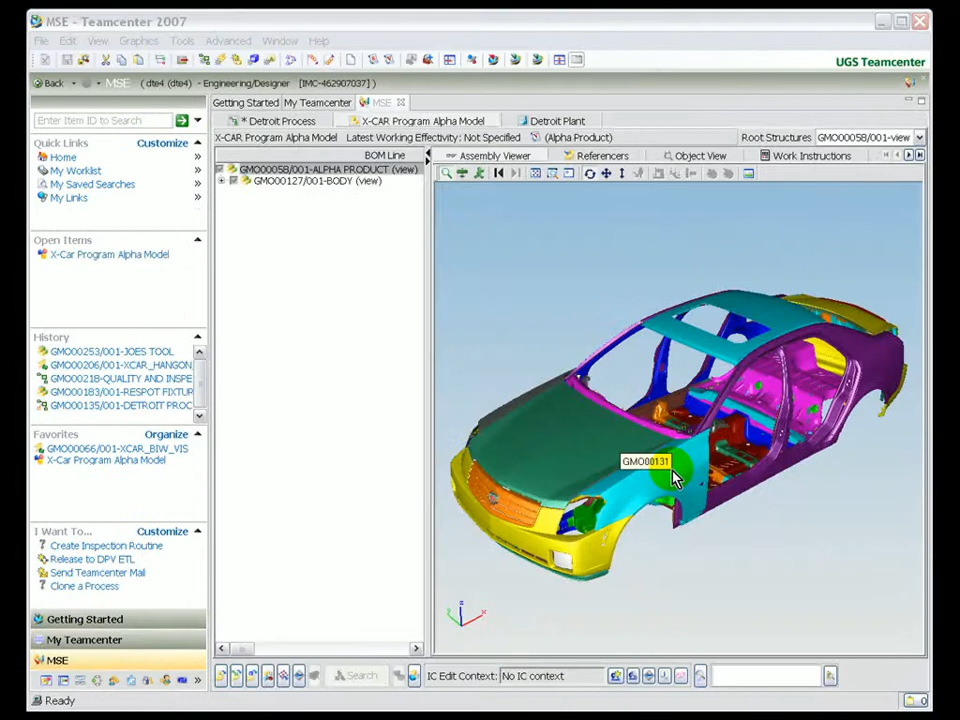 MSE - Teamcenter 2007
File Edit View Graphics Tools Advanced Window Help
UGS Teamcenter
Back MSE ( dte4 (dte4) - Engineering/Designer [IMC-462907037] )
Getting Started My Teamcenter MSE
Enter Item ID to Search
* Detroit Process X-CAR Program Alpha Model Detroit Plant
X-CAR Program Alpha Model Latest Working Effectivity: Not Specified (Alpha Product) Root Structures GMO00058/001-view
Quick Links Customize
Home
My Worklist
My Saved Searches
My Links
BOM Line
GMO00058/001-ALPHA PRODUCT (view)
GMO00127/001-BODY (view)
Assembly Viewer Referencers Object View Work Instructions
Open Items
X-Car Program Alpha Model
History
GMO00253/001-JOES TOOL
GMO00206/001-XCAR_HANGON
GMO00218-QUALITY AND INSPE
GMO00183/001-RESPOT FIXTUR
GMO00135/001-DETROIT PROC
Favorites Organize
GMO00066/001-XCAR_BIW_VIS
X-Car Program Alpha Model
GMO00131
I Want To... Customize
Create Inspection Routine
Release to DPV ETL
Send Teamcenter Mail
Clone a Process
Getting Started
My Teamcenter
MSE
Search IC Edit Context: No IC context
Ready
0